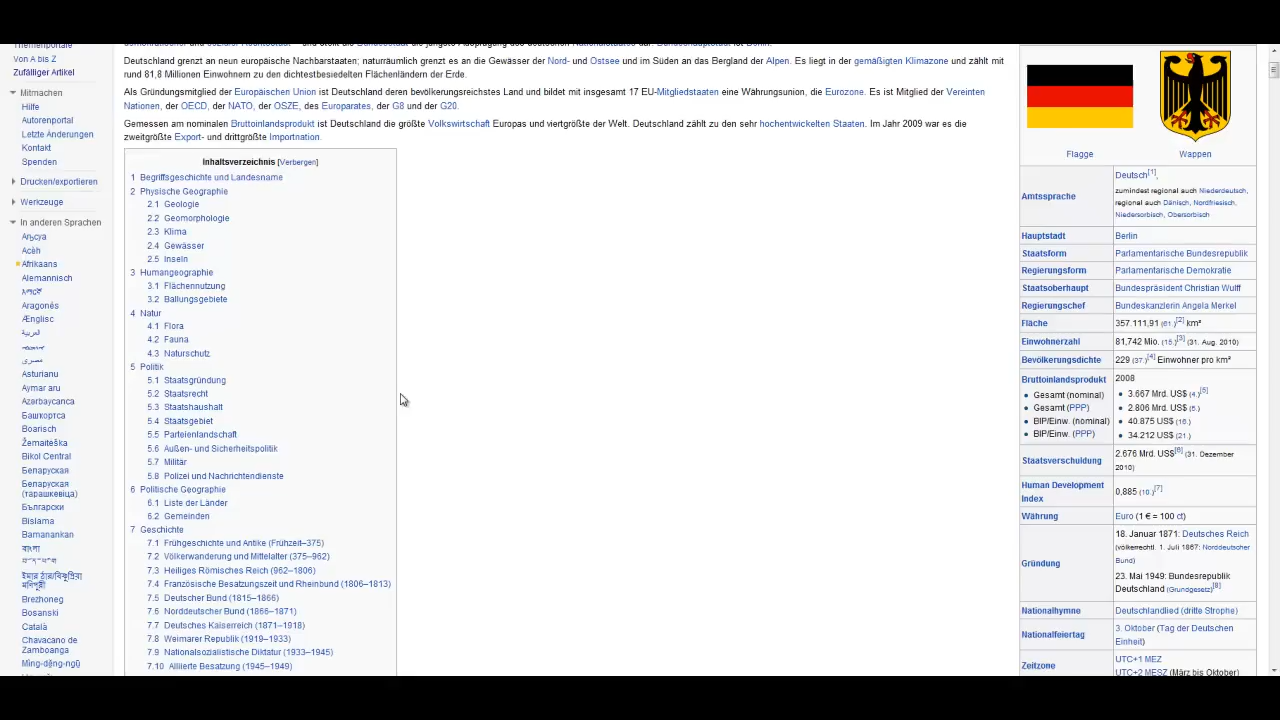 Themenportale
Von A bis Z
Zufälliger Artikel
Mitmachen
Hilfe
Autorenportal
Letzte Änderungen
Kontakt
Spenden
Drucken/exportieren
Werkzeuge
In anderen Sprachen
Аҧсуа
Acèh
Afrikaans
Alemannisch
አማርኛ
Aragonés
Ænglisc
العربية
مصرى
Asturianu
Aymar aru
Azərbaycanca
Башҡортса
Boarisch
Žemaitėška
Bikol Central
Беларуская
Беларуская
(тарашкевіца)
Български
Bislama
Bamanankan
বাংলা
ইমার ঠার/বিষ্ণুপ্রিয়া
মণিপুরী
Brezhoneg
Bosanski
Català
Chavacano de
Zamboanga
Mìng-dĕ̤ng-ngṳ̄
Deutschland grenzt an neun europäische Nachbarstaaten; naturräumlich grenzt es an die Gewässer der Nord- und Ostsee und im Süden an das Bergland der Alpen. Es liegt in der gemäßigten Klimazone und zählt mit
rund 81,8 Millionen Einwohnern zu den dichtestbesiedelten Flächenländern der Erde.
Als Gründungsmitglied der Europäischen Union ist Deutschland deren bevölkerungsreichstes Land und bildet mit insgesamt 17 EU-Mitgliedstaaten eine Währungsunion, die Eurozone. Es ist Mitglied der Vereinten
Nationen, der OECD, der NATO, der OSZE, des Europarates, der G8 und der G20.
Gemessen am nominalen Bruttoinlandsprodukt ist Deutschland die größte Volkswirtschaft Europas und viertgrößte der Welt. Deutschland zählt zu den sehr hochentwickelten Staaten. Im Jahr 2009 war es die
zweitgrößte Export- und drittgrößte Importnation.
Inhaltsverzeichnis [Verbergen]
1 Begriffsgeschichte und Landesname
2 Physische Geographie
2.1 Geologie
2.2 Geomorphologie
2.3 Klima
2.4 Gewässer
2.5 Inseln
3 Humangeographie
3.1 Flächennutzung
3.2 Ballungsgebiete
4 Natur
4.1 Flora
4.2 Fauna
4.3 Naturschutz
5 Politik
5.1 Staatsgründung
5.2 Staatsrecht
5.3 Staatshaushalt
5.4 Staatsgebiet
5.5 Parteienlandschaft
5.6 Außen- und Sicherheitspolitik
5.7 Militär
5.8 Polizei und Nachrichtendienste
6 Politische Geographie
6.1 Liste der Länder
6.2 Gemeinden
7 Geschichte
7.1 Frühgeschichte und Antike (Frühzeit–375)
7.2 Völkerwanderung und Mittelalter (375–962)
7.3 Heiliges Römisches Reich (962–1806)
7.4 Französische Besatzungszeit und Rheinbund (1806–1813)
7.5 Deutscher Bund (1815–1866)
7.6 Norddeutscher Bund (1866–1871)
7.7 Deutsches Kaiserreich (1871–1918)
7.8 Weimarer Republik (1919–1933)
7.9 Nationalsozialistische Diktatur (1933–1945)
7.10 Alliierte Besatzung (1945–1949)
Flagge Wappen
Amtssprache Deutsch[1],
zumindest regional auch Niederdeutsch,
regional auch Dänisch, Nordfriesisch,
Niedersorbisch, Obersorbisch
Hauptstadt Berlin
Staatsform Parlamentarische Bundesrepublik
Regierungsform Parlamentarische Demokratie
Staatsoberhaupt Bundespräsident Christian Wulff
Regierungschef Bundeskanzlerin Angela Merkel
Fläche 357.111,91 (61.)[2] km²
Einwohnerzahl 81,742 Mio. (15.)[3] (31. Aug. 2010)
Bevölkerungsdichte 229 (37.)[4] Einwohner pro km²
Bruttoinlandsprodukt 2008
Gesamt (nominal) 3.667 Mrd. US$ (4.)[5]
Gesamt (PPP) 2.806 Mrd. US$ (5.)
BIP/Einw. (nominal) 40.875 US$ (16.)
BIP/Einw. (PPP) 34.212 US$ (21.)
Staatsverschuldung 2.676 Mrd. US$[6] (31. Dezember
2010)
Human Development
Index 0,885 (10.)[7]
Währung Euro (1 € = 100 ct)
Gründung 18. Januar 1871: Deutsches Reich
(völkerrechtl. 1. Juli 1867: Norddeutscher
Bund)
23. Mai 1949: Bundesrepublik
Deutschland (Grundgesetz)[8]
Nationalhymne Deutschlandlied (dritte Strophe)
Nationalfeiertag 3. Oktober (Tag der Deutschen
Einheit)
Zeitzone UTC+1 MEZ
UTC+2 MESZ (März bis Oktober)